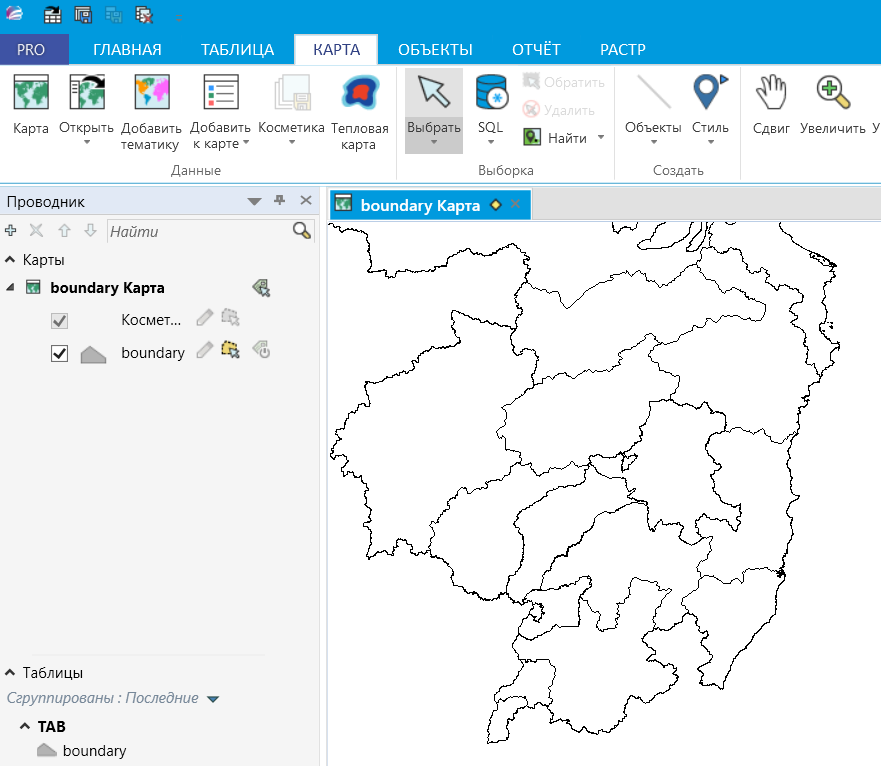 PRO ГЛАВНАЯ ТАБЛИЦА КАРТА ОБЪЕКТЫ ОТЧЁТ РАСТР
Карта Открыть Добавить тематику Добавить к карте Косметика Тепловая карта
Данные
Выбрать SQL Обратить Удалить Найти
Выборка
Объекты Стиль
Создать
Сдвиг Увеличить У
Проводник
Найти
Карты
boundary Карта
Космет...
boundary
Таблицы
Сгруппированы : Последние
TAB
boundary
boundary Карта